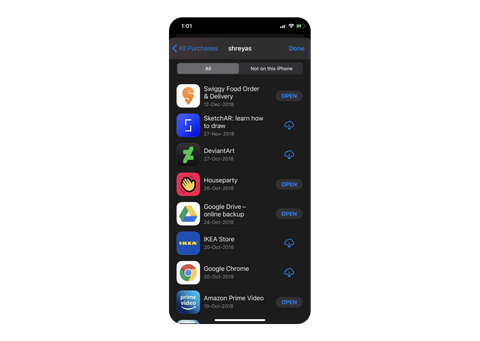 1:01
All Purchases
shreyas
Done
All
Not on this iPhone
Swiggy Food Order
& Delivery
12-Dec-2018
OPEN
SketchAR: learn how
to draw
27-Nov-2018
DeviantArt
27-Oct-2018
Houseparty
26-Oct-2018
OPEN
Google Drive –
online backup
24-Oct-2018
OPEN
IKEA
IKEA Store
20-Oct-2018
Google Chrome
20-Oct-2018
prime
video
Amazon Prime Video
19-Oct-2018
OPEN